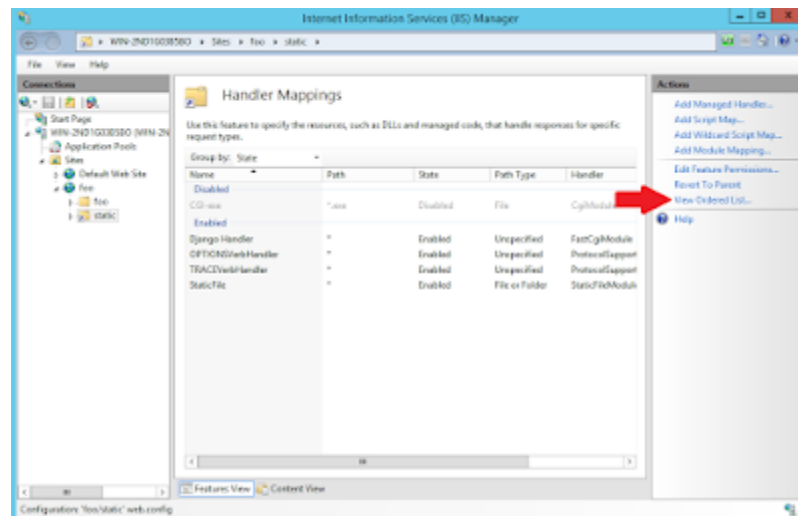 Internet Information Services (IIS) Manager
Sites foo static
File View Help
Connections
Start Page
Application Pools
Sites
Default Web Site
foo
foo
static
Handler Mappings
Use this feature to specify the resources, such as DLLs and managed code, that handle responses for specific
request types.
Group by: State
Name Path State Path Type Handler
Disabled
CGI-exe *.exe Disabled File CgiModule
Enabled
Django Handler * Enabled Unspecified FastCgiModule
OPTIONSVerbHandler * Enabled Unspecified ProtocolSupport
TRACEVerbHandler * Enabled Unspecified ProtocolSupport
StaticFile * Enabled File or Folder StaticFileModule
Features View Content View
Actions
Add Managed Handler...
Add Script Map...
Add Wildcard Script Map...
Add Module Mapping...
Edit Feature Permissions...
Revert To Parent
View Ordered List...
Help
Configuration: 'foo/static' web.config